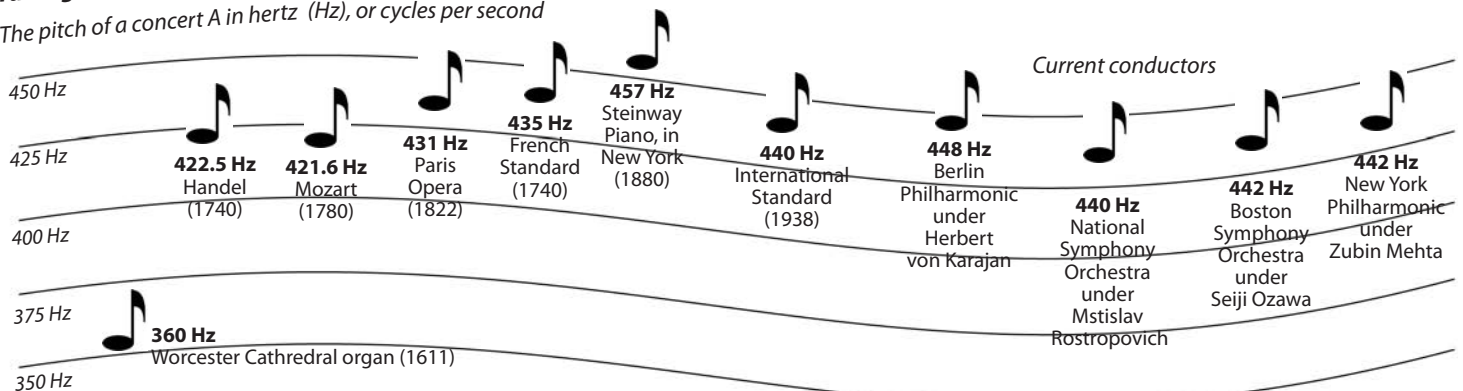 The pitch of a concert A in hertz (Hz), or cycles per second
Current conductors
450 Hz
425 Hz
400 Hz
375 Hz
350 Hz
360 Hz
Worcester Cathredral organ (1611)
422.5 Hz
Handel
(1740)
421.6 Hz
Mozart
(1780)
431 Hz
Paris
Opera
(1822)
435 Hz
French
Standard
(1740)
457 Hz
Steinway
Piano, in
New York
(1880)
440 Hz
International
Standard
(1938)
448 Hz
Berlin
Philharmonic
under
Herbert
von Karajan
440 Hz
National
Symphony
Orchestra
under
Mstislav
Rostropovich
442 Hz
Boston
Symphony
Orchestra
under
Seiji Ozawa
442 Hz
New York
Philharmonic
under
Zubin Mehta